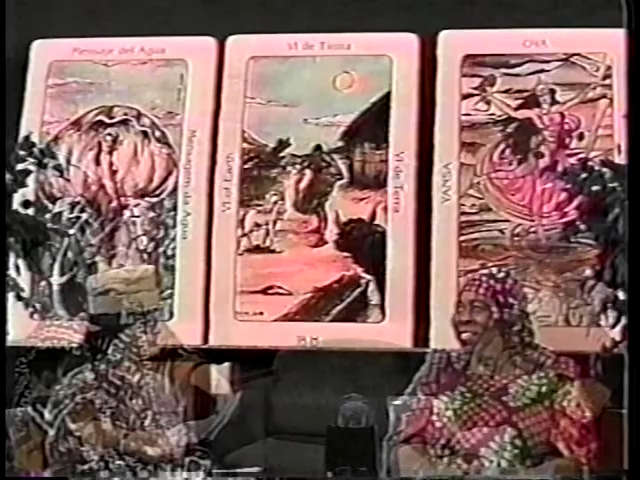 Mensaje del Agua
Mensagem da Agua
VI de Tierra
VI of Earth
VI de Terra
OYA
YANSA